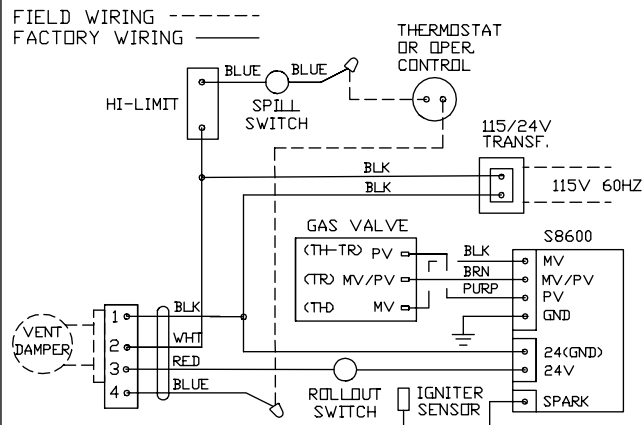 FIELD WIRING
FACTORY WIRING
THERMOSTAT
OR OPER.
CONTROL
BLUE
BLUE
HI-LIMIT
SPILL
SWITCH
115/24V
TRANSF.
BLK
BLK
115V 60HZ
GAS VALVE
S8600
(TH-TR) PV
(TR) MV/PV
(TH) MV
BLK
BRN
PURP
MV
MV/PV
PV
GND
1
2
3
4
BLK
WHT
RED
BLUE
VENT
DAMPER
24(GND)
24V
ROLLOUT
SWITCH
IGNITER
SENSOR
SPARK